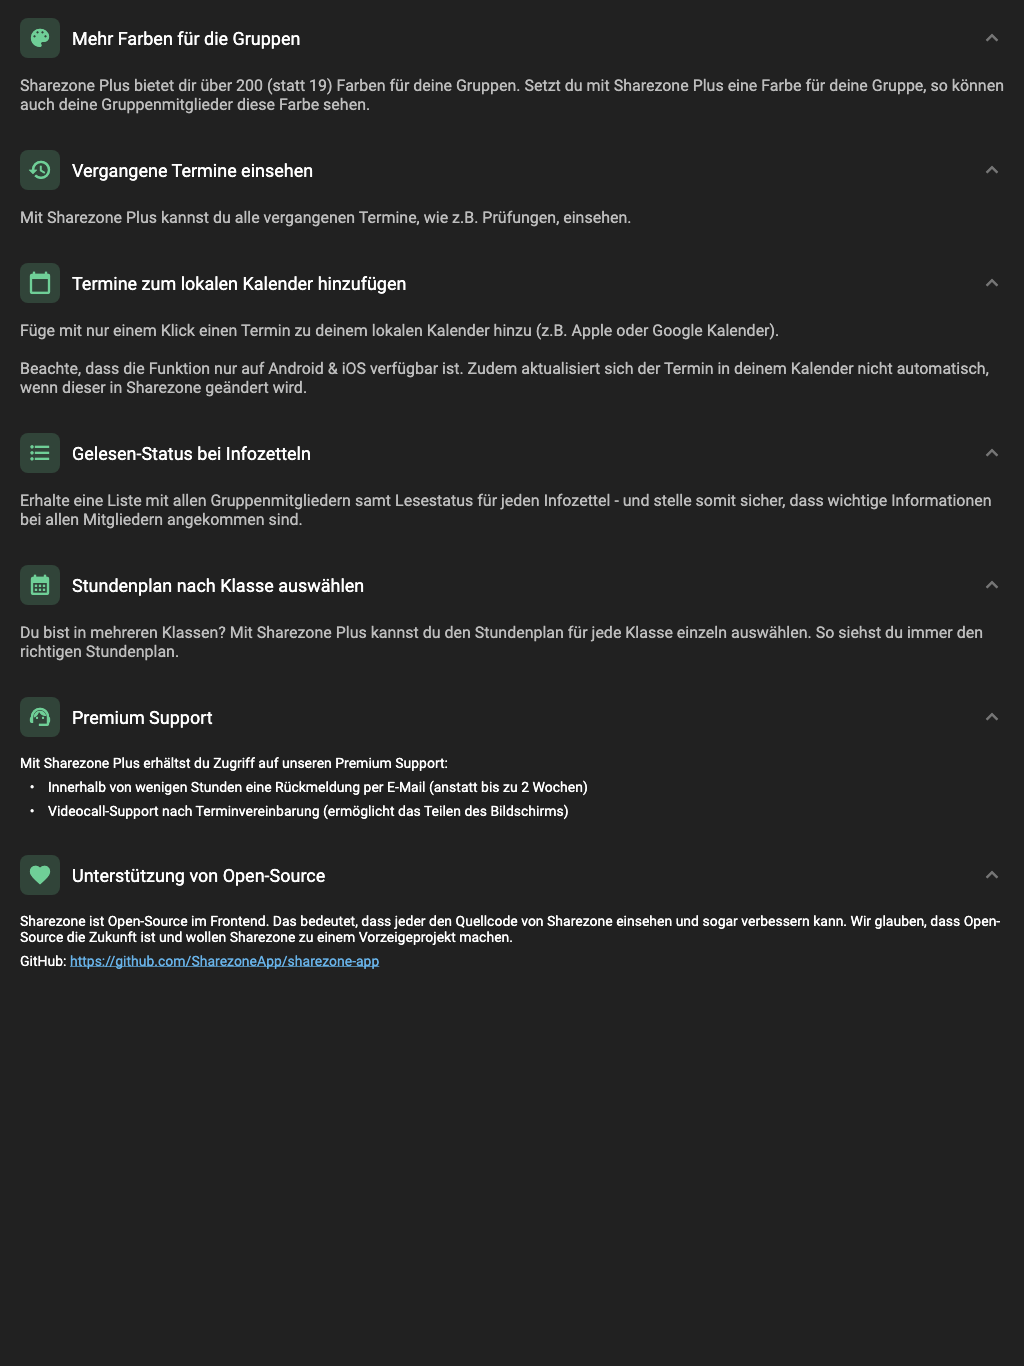 Mehr Farben für die Gruppen
Sharezone Plus bietet dir über 200 (statt 19) Farben für deine Gruppen. Setzt du mit Sharezone Plus eine Farbe für deine Gruppe, so können
auch deine Gruppenmitglieder diese Farbe sehen.
Vergangene Termine einsehen
Mit Sharezone Plus kannst du alle vergangenen Termine, wie z.B. Prüfungen, einsehen.
Termine zum lokalen Kalender hinzufügen
Füge mit nur einem Klick einen Termin zu deinem lokalen Kalender hinzu (z.B. Apple oder Google Kalender).
Beachte, dass die Funktion nur auf Android & iOS verfügbar ist. Zudem aktualisiert sich der Termin in deinem Kalender nicht automatisch,
wenn dieser in Sharezone geändert wird.
Gelesen-Status bei Infozetteln
Erhalte eine Liste mit allen Gruppenmitgliedern samt Lesestatus für jeden Infozettel - und stelle somit sicher, dass wichtige Informationen
bei allen Mitgliedern angekommen sind.
Stundenplan nach Klasse auswählen
Du bist in mehreren Klassen? Mit Sharezone Plus kannst du den Stundenplan für jede Klasse einzeln auswählen. So siehst du immer den
richtigen Stundenplan.
Premium Support
Mit Sharezone Plus erhältst du Zugriff auf unseren Premium Support:
• Innerhalb von wenigen Stunden eine Rückmeldung per E-Mail (anstatt bis zu 2 Wochen)
• Videocall-Support nach Terminvereinbarung (ermöglicht das Teilen des Bildschirms)
Unterstützung von Open-Source
Sharezone ist Open-Source im Frontend. Das bedeutet, dass jeder den Quellcode von Sharezone einsehen und sogar verbessern kann. Wir glauben, dass Open-
Source die Zukunft ist und wollen Sharezone zu einem Vorzeigeprojekt machen.
GitHub: https://github.com/SharezoneApp/sharezone-app